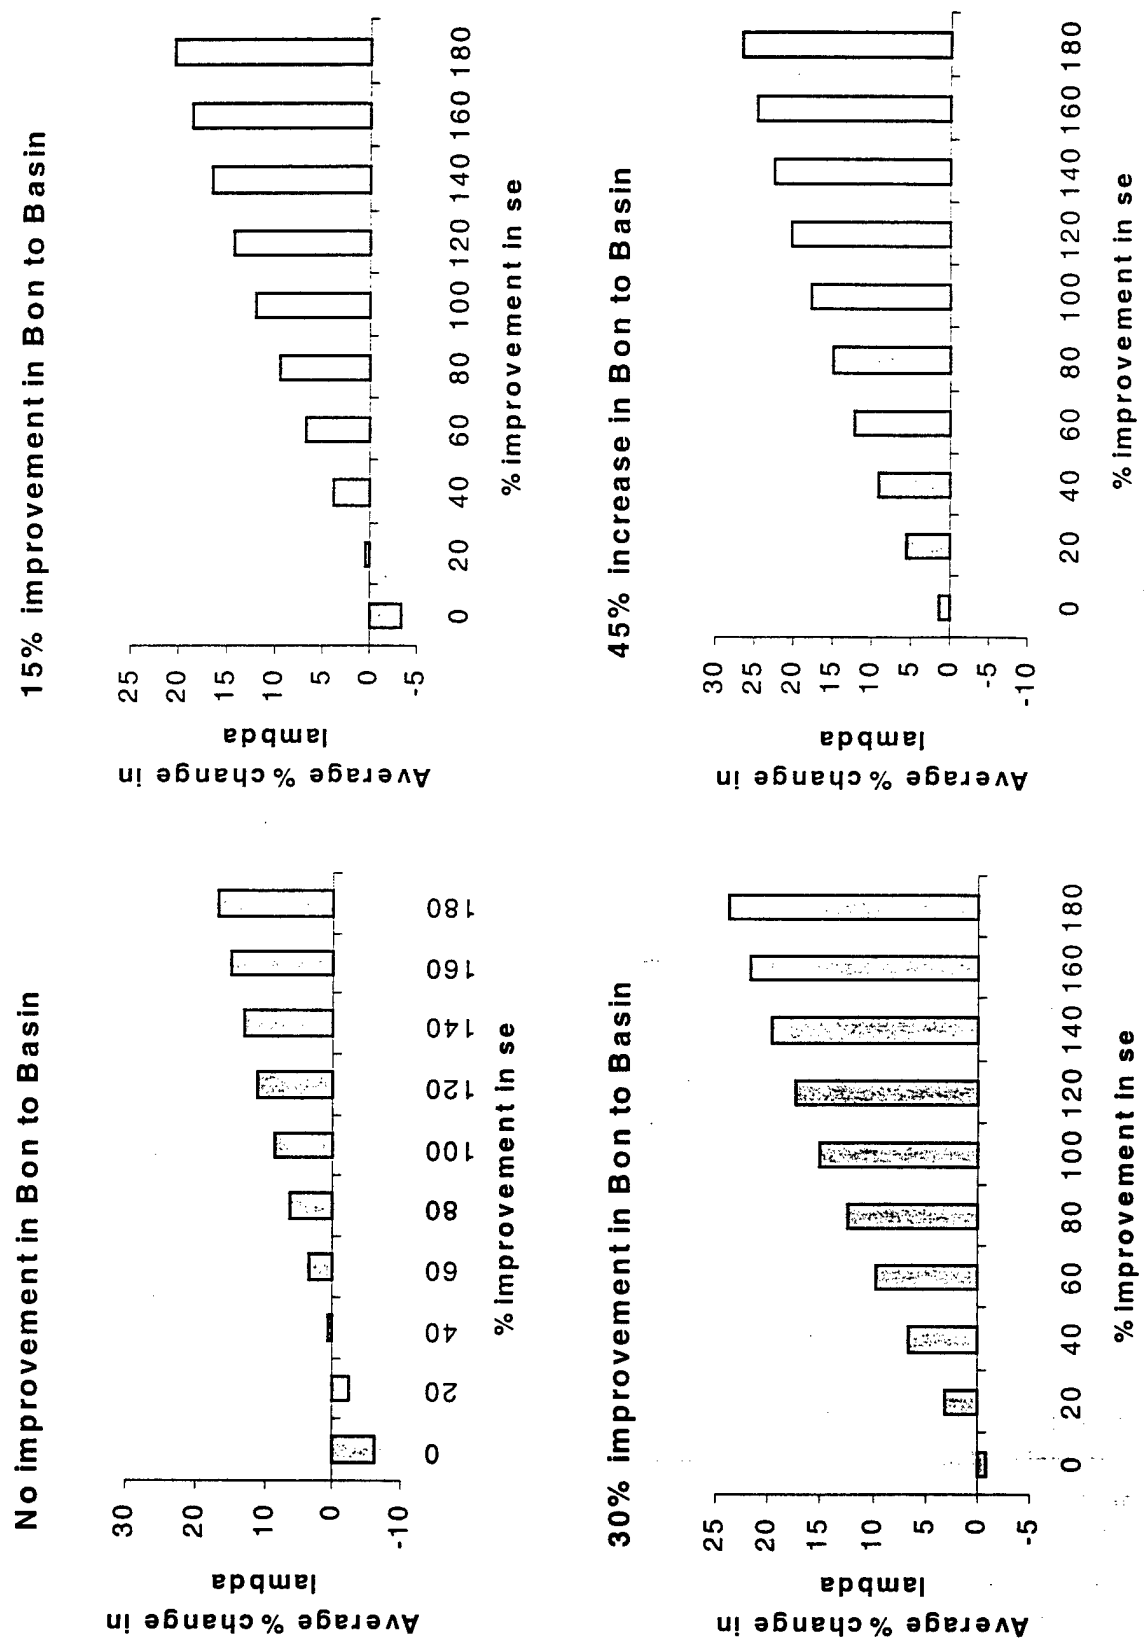 No improvement in Bon to Basin
Average % change in
lambda
30
20
10
0
-10
0 20 40 60 80 100 120 140 160 180
% improvement in se
15% improvement in Bon to Basin
Average % change in
lambda
25
20
15
10
5
0
-5
0 20 40 60 80 100 120 140 160 180
% improvement in se
30% improvement in Bon to Basin
Average % change in
lambda
25
20
15
10
5
0
-5
0 20 40 60 80 100 120 140 160 180
% improvement in se
45% increase in Bon to Basin
Average % change in
lambda
30
25
20
15
10
5
0
-5
-10
0 20 40 60 80 100 120 140 160 180
% improvement in se